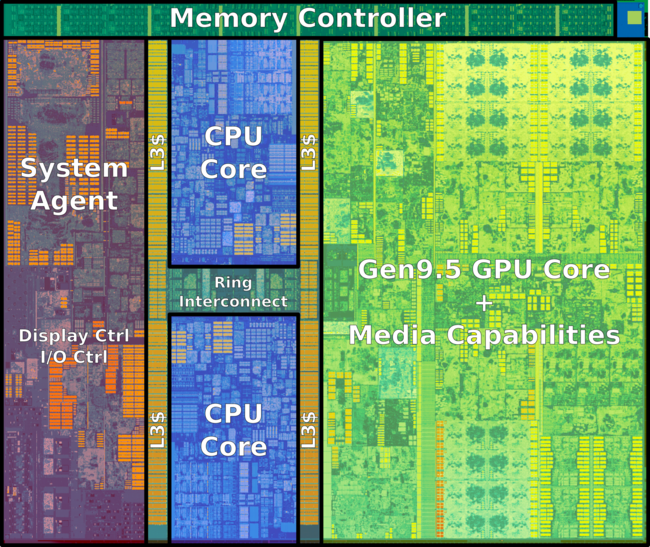 Memory Controller
System
Agent
Display Ctrl
I/O Ctrl
L3$
CPU
Core
L3$
Ring
Interconnect
L3$
CPU
Core
L3$
Gen9.5 GPU Core
+
Media Capabilities